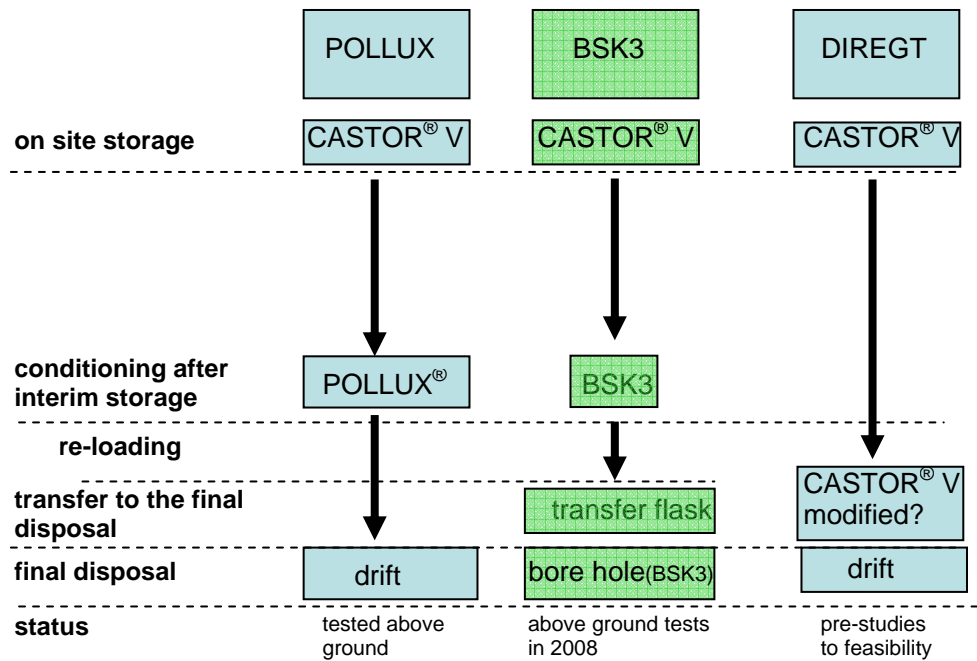 POLLUX BSK3 DIREGT
on site storage CASTOR® V CASTOR® V CASTOR® V
conditioning after
interim storage POLLUX® BSK3
re-loading
transfer to the final
disposal transfer flask CASTOR® V
modified?
final disposal drift bore hole(BSK3) drift
status tested above
ground above ground tests
in 2008 pre-studies
to feasibility